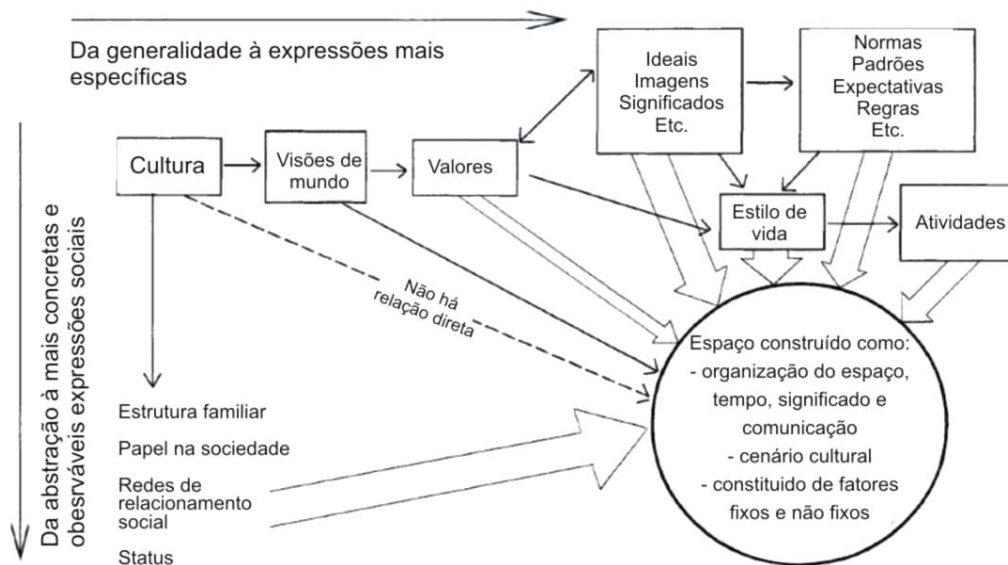 Da generalidade à expressões mais
específicas
Ideais
Imagens
Significados
Etc.
Normas
Padrões
Expectativas
Regras
Etc.
Cultura
Visões de
mundo
Valores
Estilo de
vida
Atividades
Não há
relação direta
Da abstração à mais concretas e
obesrváveis expressões sociais
Estrutura familiar
Papel na sociedade
Redes de
relacionamento
social
Status
Espaço construído como:
- organização do espaço,
tempo, significado e
comunicação
- cenário cultural
- constituido de fatores
fixos e não fixos